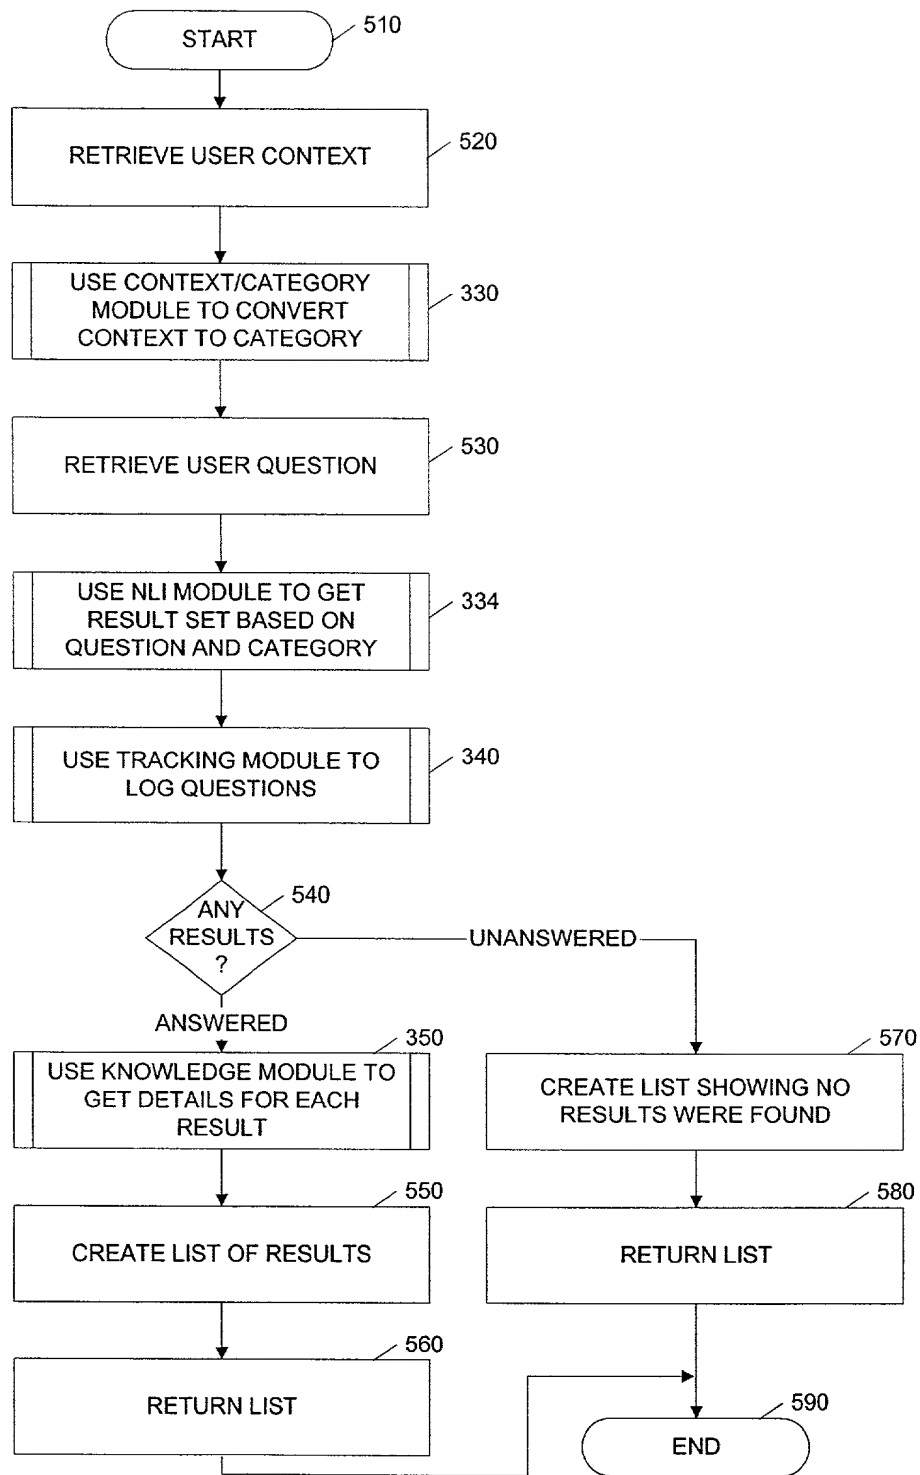 START
510
RETRIEVE USER CONTEXT
520
USE CONTEXT/CATEGORY
MODULE TO CONVERT
CONTEXT TO CATEGORY
330
RETRIEVE USER QUESTION
530
USE NLI MODULE TO GET
RESULT SET BASED ON
QUESTION AND CATEGORY
334
USE TRACKING MODULE TO
LOG QUESTIONS
340
540
ANY
RESULTS
?
UNANSWERED
ANSWERED
350
USE KNOWLEDGE MODULE TO
GET DETAILS FOR EACH
RESULT
570
CREATE LIST SHOWING NO
RESULTS WERE FOUND
550
CREATE LIST OF RESULTS
580
RETURN LIST
560
RETURN LIST
590
END